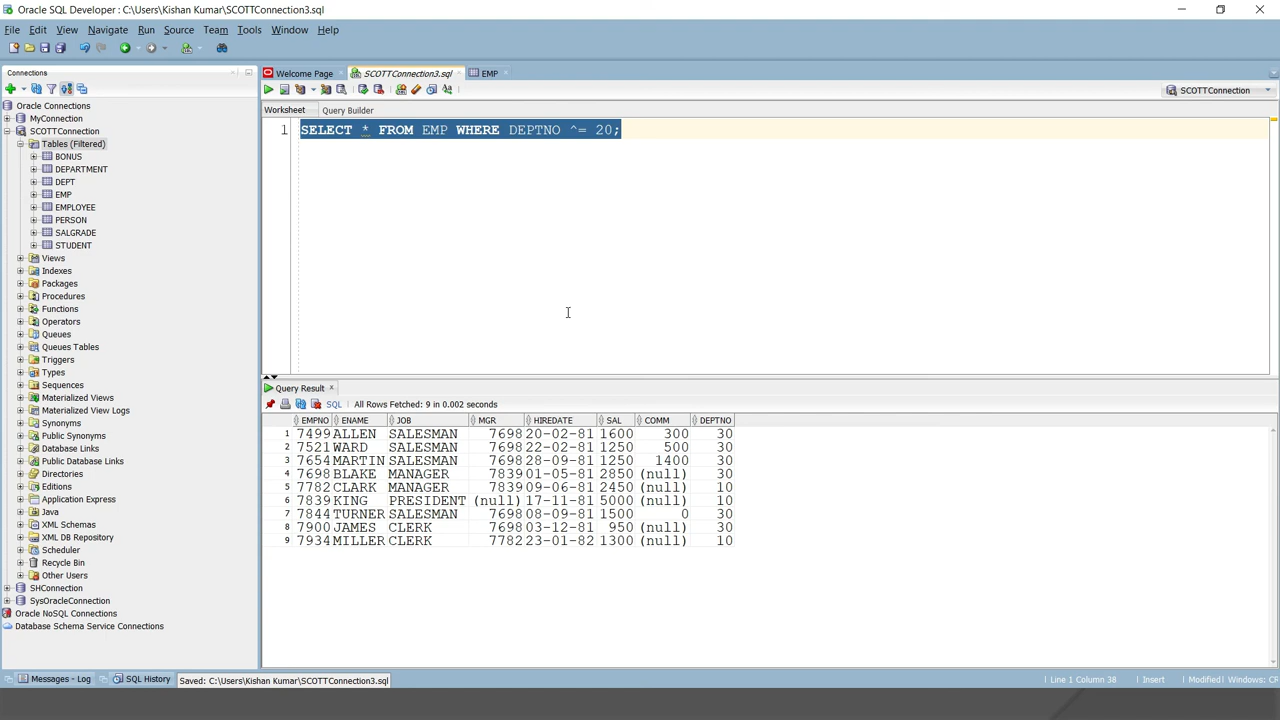 Oracle SQL Developer : C:\Users\Kishan Kumar\SCOTTConnection3.sql
File Edit View Navigate Run Source Team Tools Window Help
Connections
Oracle Connections
MyConnection
SCOTTConnection
Tables (Filtered)
BONUS
DEPARTMENT
DEPT
EMP
EMPLOYEE
PERSON
SALGRADE
STUDENT
Views
Indexes
Packages
Procedures
Functions
Operators
Queues
Queues Tables
Triggers
Types
Sequences
Materialized Views
Materialized View Logs
Synonyms
Public Synonyms
Database Links
Public Database Links
Directories
Editions
Application Express
Java
XML Schemas
XML DB Repository
Scheduler
Recycle Bin
Other Users
SHConnection
SysOracleConnection
Oracle NoSQL Connections
Database Schema Service Connections
Welcome Page SCOTTConnection3.sql EMP
SCOTTConnection
Worksheet Query Builder
1 SELECT * FROM EMP WHERE DEPTNO ^= 20;
Query Result
SQL All Rows Fetched: 9 in 0.002 seconds
EMPNO ENAME JOB MGR HIREDATE SAL COMM DEPTNO
1 7499 ALLEN SALESMAN 7698 20-02-81 1600 300 30
2 7521 WARD SALESMAN 7698 22-02-81 1250 500 30
3 7654 MARTIN SALESMAN 7698 28-09-81 1250 1400 30
4 7698 BLAKE MANAGER 7839 01-05-81 2850 (null) 30
5 7782 CLARK MANAGER 7839 09-06-81 2450 (null) 10
6 7839 KING PRESIDENT (null) 17-11-81 5000 (null) 10
7 7844 TURNER SALESMAN 7698 08-09-81 1500 0 30
8 7900 JAMES CLERK 7698 03-12-81 950 (null) 30
9 7934 MILLER CLERK 7782 23-01-82 1300 (null) 10
Messages - Log SQL History Saved: C:\Users\Kishan Kumar\SCOTTConnection3.sql
Line 1 Column 38 Insert Modified Windows: CR